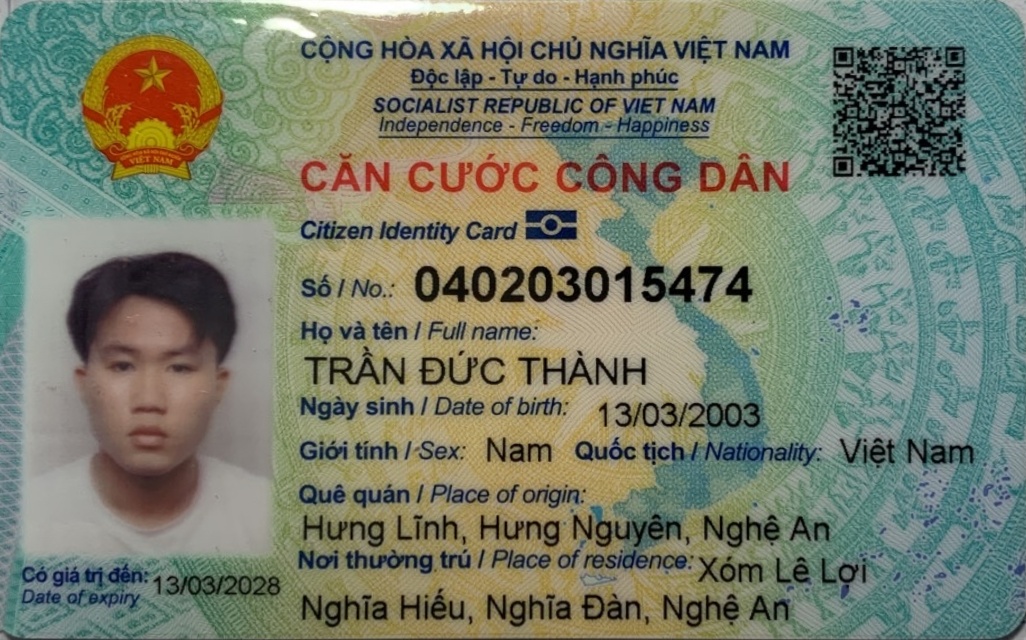 CỘNG HÒA XÃ HỘI CHỦ NGHĨA VIỆT NAM
Độc lập - Tự do - Hạnh phúc
SOCIALIST REPUBLIC OF VIET NAM
Independence - Freedom - Happiness
VIỆT NAM
CĂN CƯỚC CÔNG DÂN
Citizen Identity Card
Số / No.: 040203015474
Họ và tên / Full name:
TRẦN ĐỨC THÀNH
Ngày sinh / Date of birth: 13/03/2003
Giới tính / Sex: Nam Quốc tịch / Nationality: Việt Nam
Quê quán / Place of origin:
Hưng Lĩnh, Hưng Nguyên, Nghệ An
Nơi thường trú / Place of residence: Xóm Lê Lợi
Nghĩa Hiếu, Nghĩa Đàn, Nghệ An
Có giá trị đến: 13/03/2028
Date of expiry